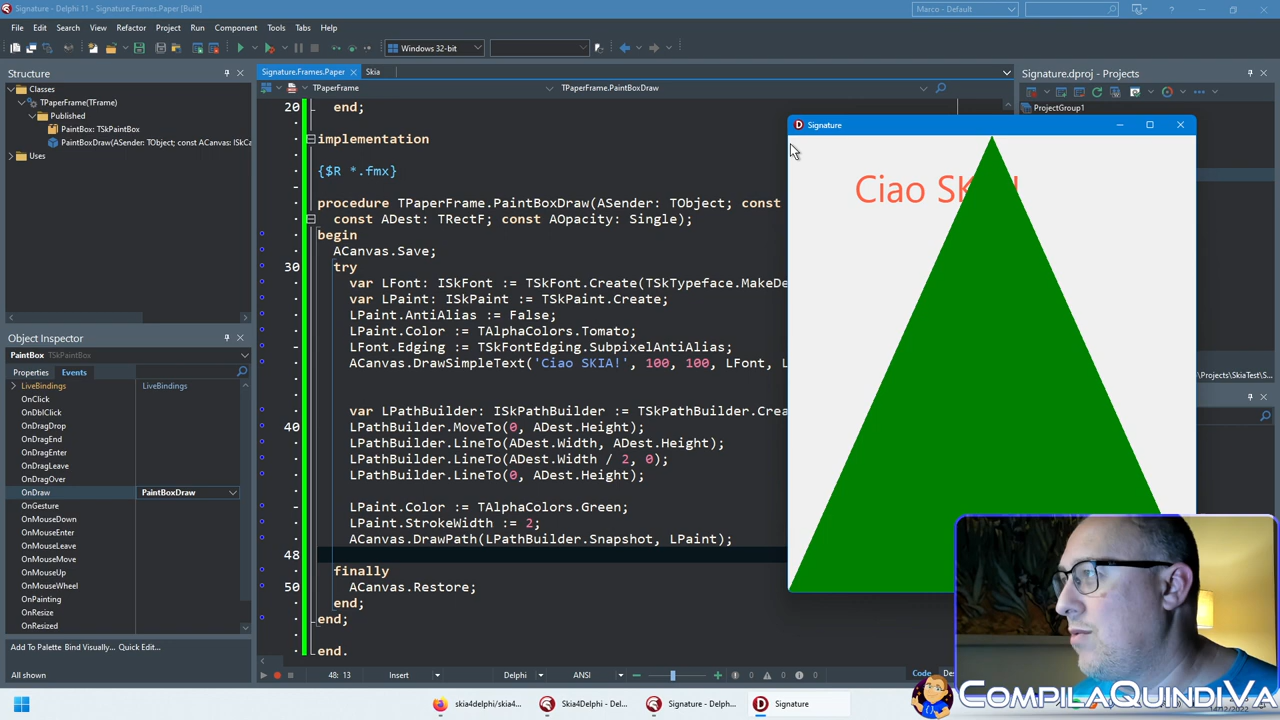 Signature - Delphi 11 - Signature.Frames.Paper [Built]
Marco - Default
File Edit Search View Refactor Project Run Component Tools Tabs Help
Windows 32-bit
Structure
Signature.Frames.Paper Skia
Signature.dproj - Projects
Classes
TPaperFrame
TPaperFrame.PaintBoxDraw
TPaperFrame(TFrame)
Published
PaintBox: TSkPaintBox
PaintBoxDraw(ASender: TObject; const ACanvas: ISkCa
Uses
ProjectGroup1
Signature
Ciao SK
20 end;
implementation
{$R *.fmx}
procedure TPaperFrame.PaintBoxDraw(ASender: TObject; const
const ADest: TRectF; const AOpacity: Single);
begin
ACanvas.Save;
30 try
var LFont: ISkFont := TSkFont.Create(TSkTypeface.MakeDe
var LPaint: ISkPaint := TSkPaint.Create;
LPaint.AntiAlias := False;
LPaint.Color := TAlphaColors.Tomato;
LFont.Edging := TSkFontEdging.SubpixelAntiAlias;
ACanvas.DrawSimpleText('Ciao SKIA!', 100, 100, LFont, L
var LPathBuilder: ISkPathBuilder := TSkPathBuilder.Crea
40 LPathBuilder.MoveTo(0, ADest.Height);
LPathBuilder.LineTo(ADest.Width, ADest.Height);
LPathBuilder.LineTo(ADest.Width / 2, 0);
LPathBuilder.LineTo(0, ADest.Height);
LPaint.Color := TAlphaColors.Green;
LPaint.StrokeWidth := 2;
ACanvas.DrawPath(LPathBuilder.Snapshot, LPaint);
48
finally
50 ACanvas.Restore;
end;
end;
end.
\Projects\SkiaTest\S...
Object Inspector
PaintBox TSkPaintBox
Properties Events
LiveBindings LiveBindings
OnClick
OnDblClick
OnDragDrop
OnDragEnd
OnDragEnter
OnDragLeave
OnDragOver
OnDraw PaintBoxDraw
OnGesture
OnMouseDown
OnMouseEnter
OnMouseLeave
OnMouseMove
OnMouseUp
OnMouseWheel
OnPainting
OnResize
OnResized
Add To Palette Bind Visually... Quick Edit...
All shown
48: 13 Insert Delphi ANSI 0 0 0 Code
skia4delphi/skia4... Skia4Delphi - Del... Signature - Delph... Signature
COMPILAQUINDIVA
14/12/2022